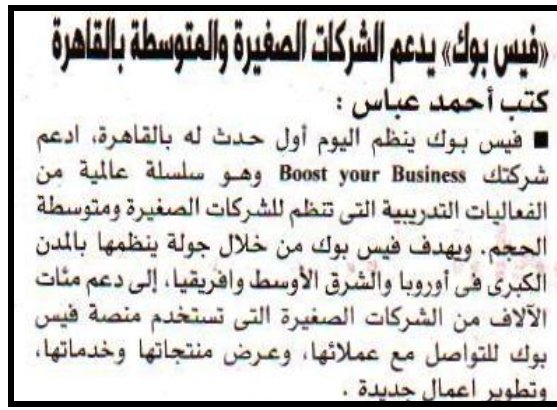 «فيس بوك» يدعم الشركات الصغيرة والمتوسطة بالقاهرة
كتب أحمد عباس :
■ فيس بوك ينظم اليوم أول حدث له بالقاهرة، ادعم
شركتك Boost your Business وهو سلسلة عالمية من
الفعاليات التدريبية التى تنظم للشركات الصغيرة ومتوسطة
الحجم. ويهدف فيس بوك من خلال جولة ينظمها بالمدن
الكبرى فى أوروبا والشرق الأوسط وافريقيا، إلى دعم مئات
الآلاف من الشركات الصغيرة التى تستخدم منصة فيس
بوك للتواصل مع عملائها، وعرض منتجاتها وخدماتها،
وتطوير اعمال جديدة .